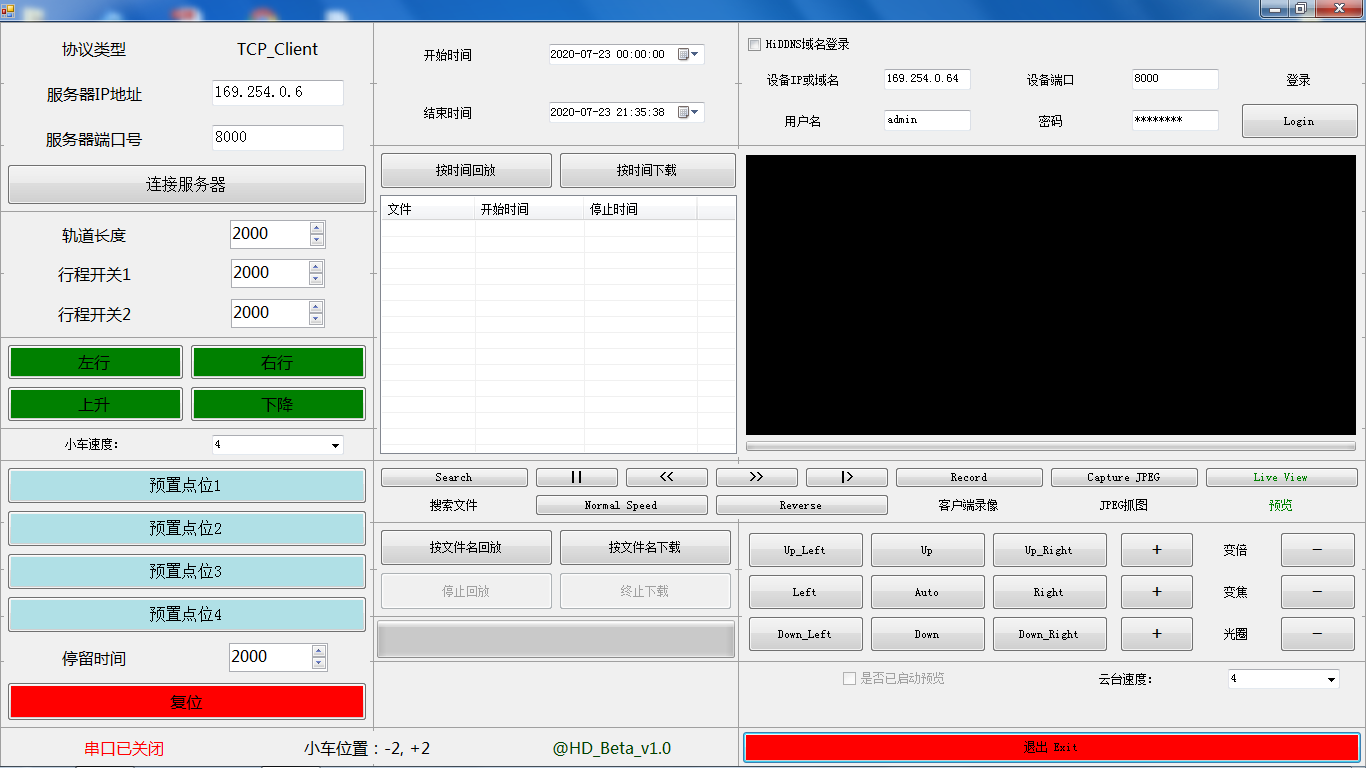 协议类型 TCP_Client
服务器IP地址 169.254.0.6
服务器端口号 8000
连接服务器
轨道长度 2000
行程开关1 2000
行程开关2 2000
左行 右行
上升 下降
小车速度: 4
预置点位1
预置点位2
预置点位3
预置点位4
停留时间 2000
复位
开始时间 2020-07-23 00:00:00
结束时间 2020-07-23 21:35:38
按时间回放 按时间下载
文件 开始时间 停止时间
HiDDNS域名登录
设备IP或域名 169.254.0.64 设备端口 8000 登录
用户名 admin 密码 ******** Login
Search || << >> |> Record Capture JPEG Live View
搜索文件 Normal Speed Reverse 客户端录像 JPEG抓图 预览
按文件名回放 按文件名下载
停止回放 终止下载
Up_Left Up Up_Right + 变倍 -
Left Auto Right + 变焦 -
Down_Left Down Down_Right + 光圈 -
是否已启动预览 云台速度: 4
串口已关闭 小车位置：-2, +2 @HD_Beta_v1.0 退出 Exit